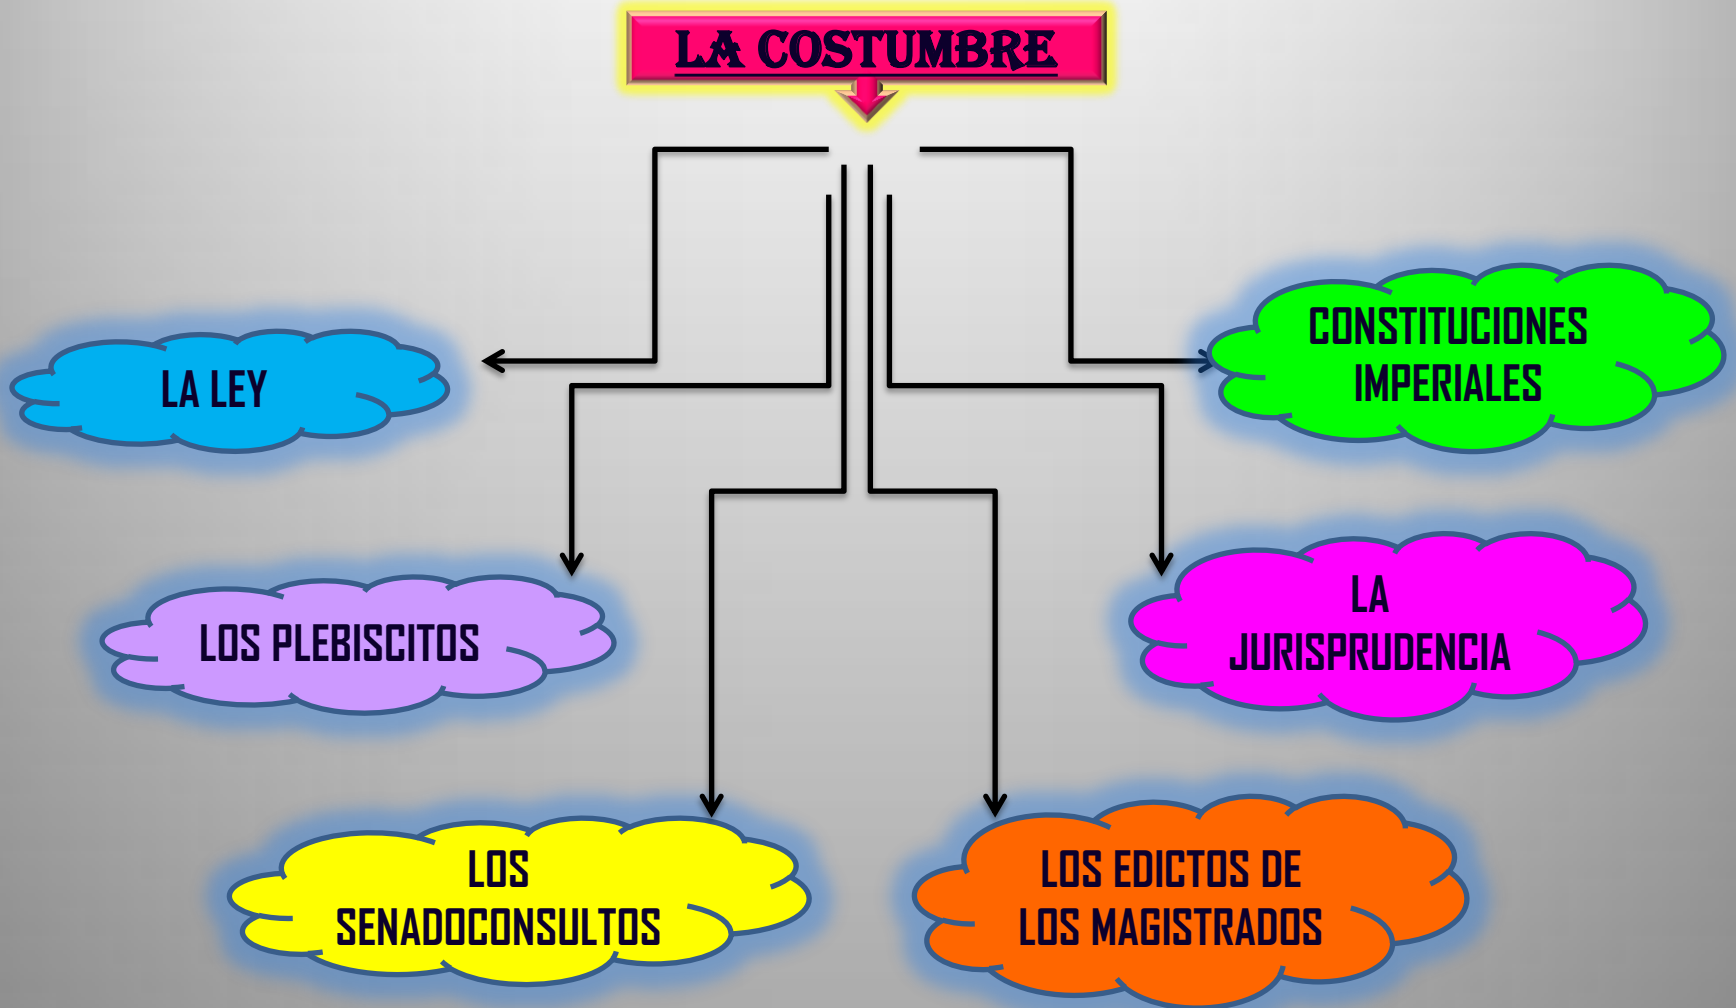 LA COSTUMBRE
LA LEY
CONSTITUCIONES
IMPERIALES
LOS PLEBISCITOS
LA
JURISPRUDENCIA
LOS
SENADOCONSULTOS
LOS EDICTOS DE
LOS MAGISTRADOS